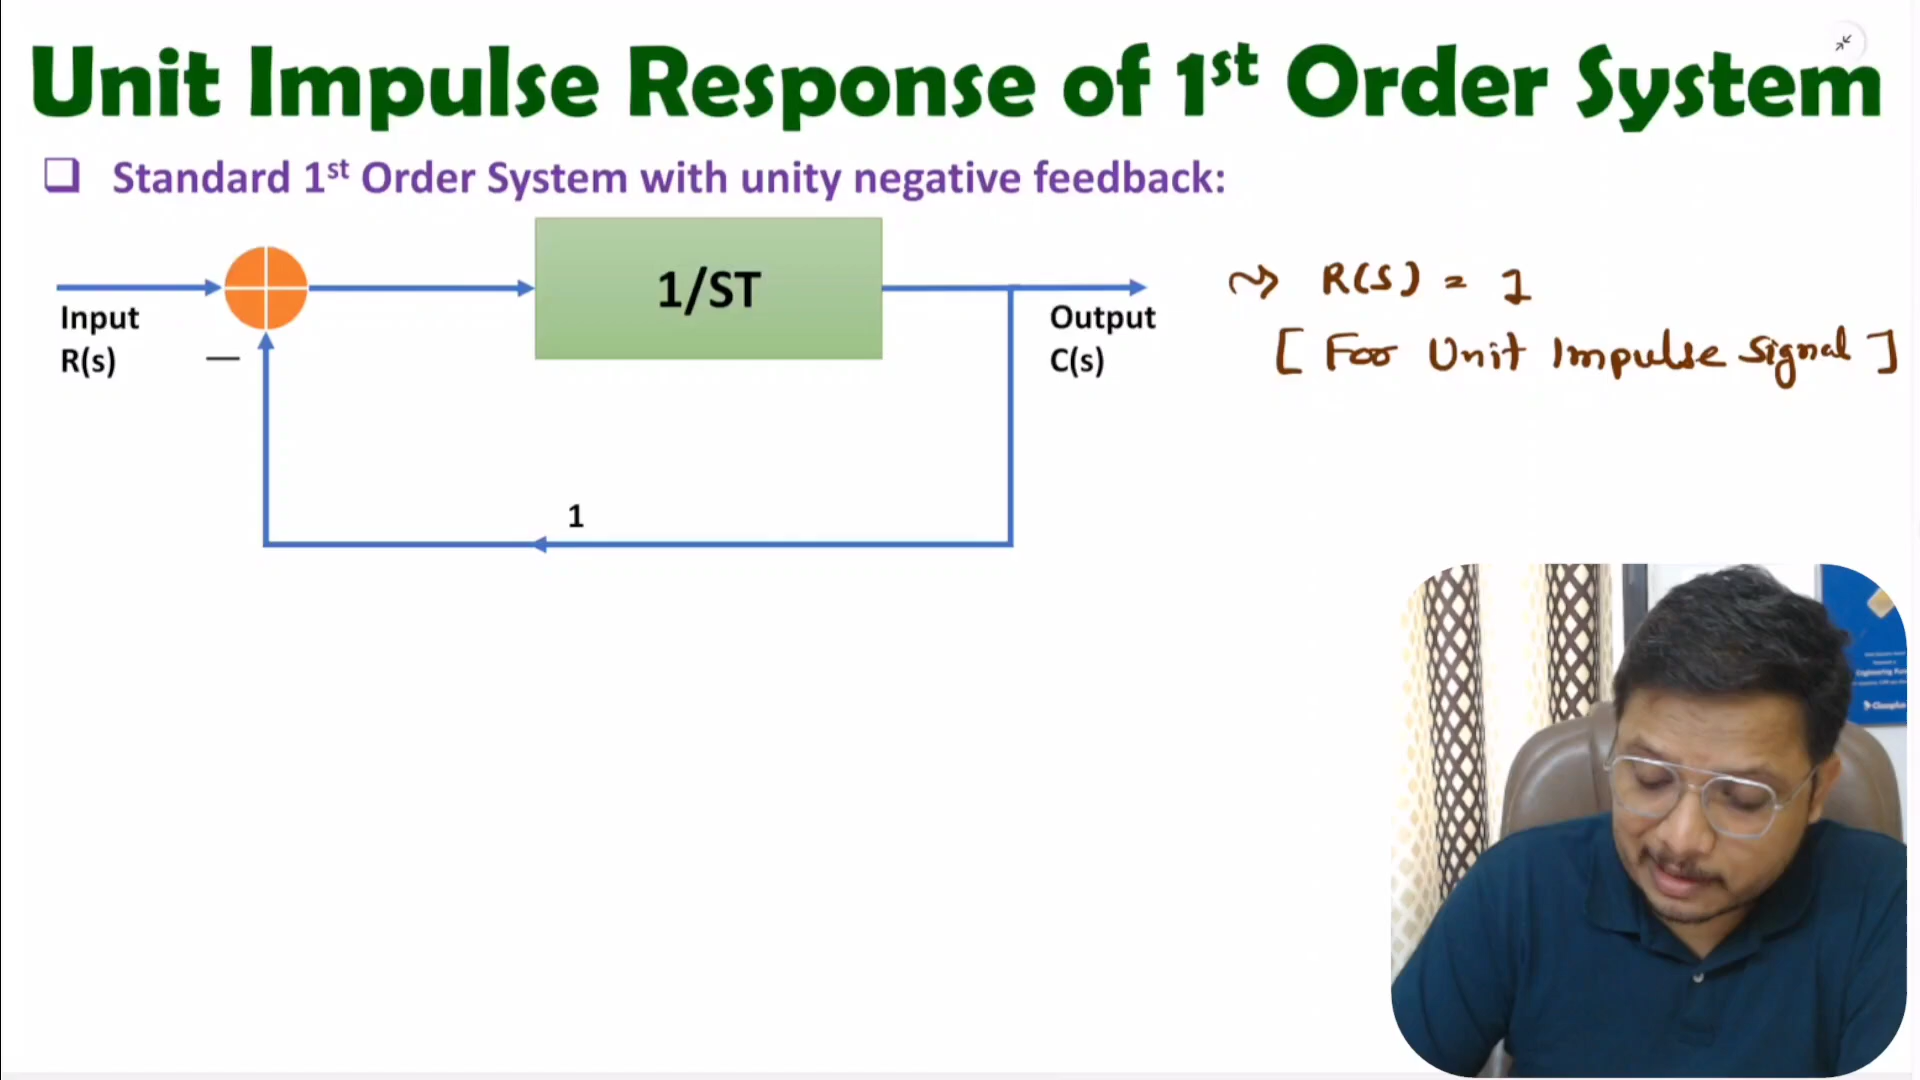 Unit Impulse Response of 1st Order System
Standard 1st Order System with unity negative feedback:
1/ST
Input
R(s)
—
Output
C(s)
1
R(S) = 1
[ For Unit Impulse Signal ]
Classplus